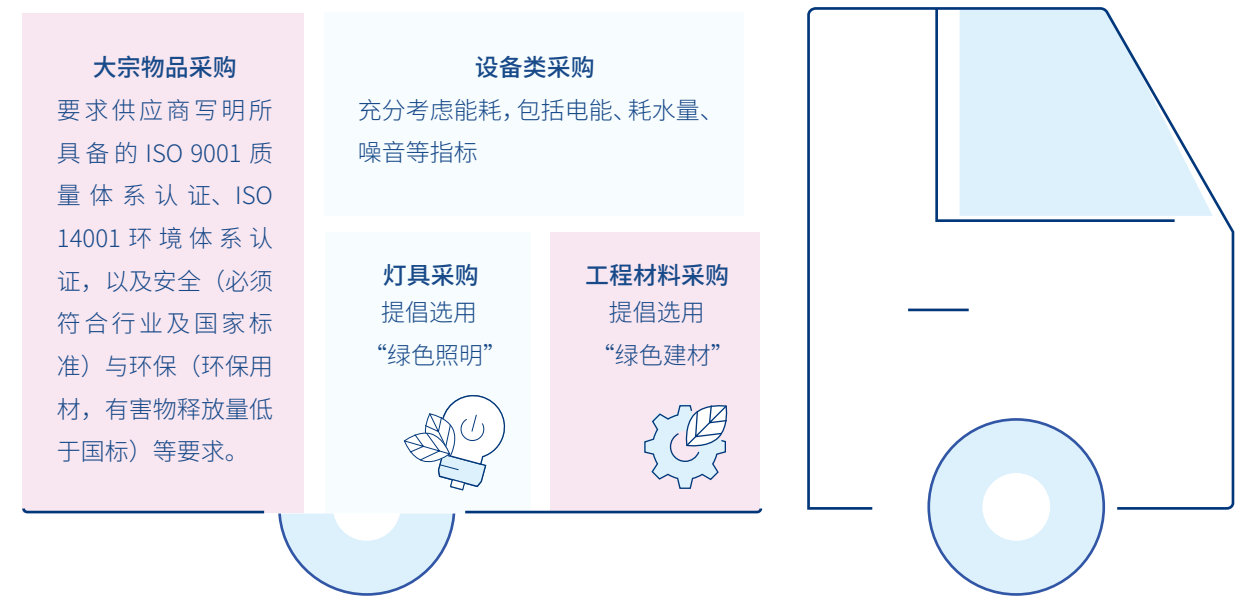 大宗物品采购
要求供应商写明所
具备的 ISO 9001 质
量体系认证、ISO
14001 环境体系认
证，以及安全（必须
符合行业及国家标
准）与环保（环保用
材，有害物释放量低
于国标）等要求。
设备类采购
充分考虑能耗，包括电能、耗水量、
噪音等指标
灯具采购
提倡选用
“绿色照明”
工程材料采购
提倡选用
“绿色建材”